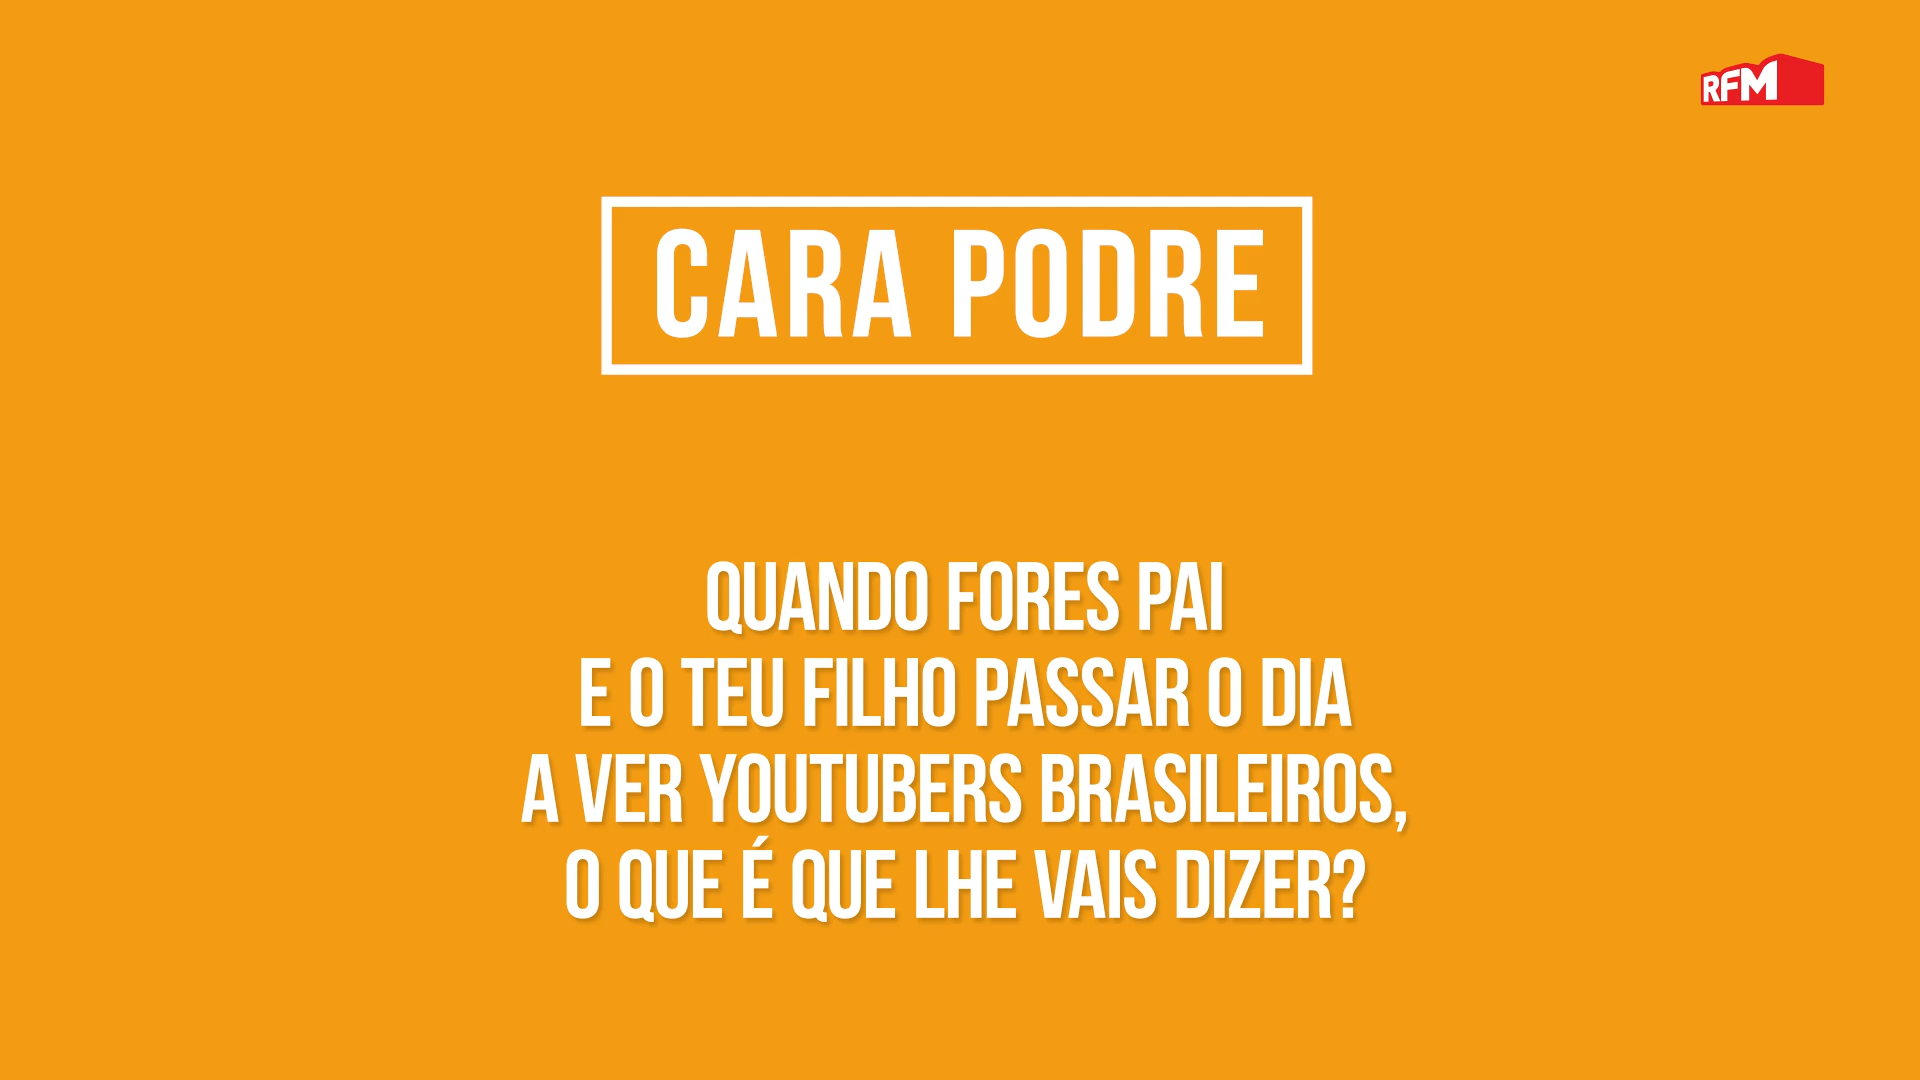 RFM
CARA PODRE
QUANDO FORES PAI
E O TEU FILHO PASSAR O DIA
A VER YOUTUBERS BRASILEIROS,
O QUE É QUE LHE VAIS DIZER?